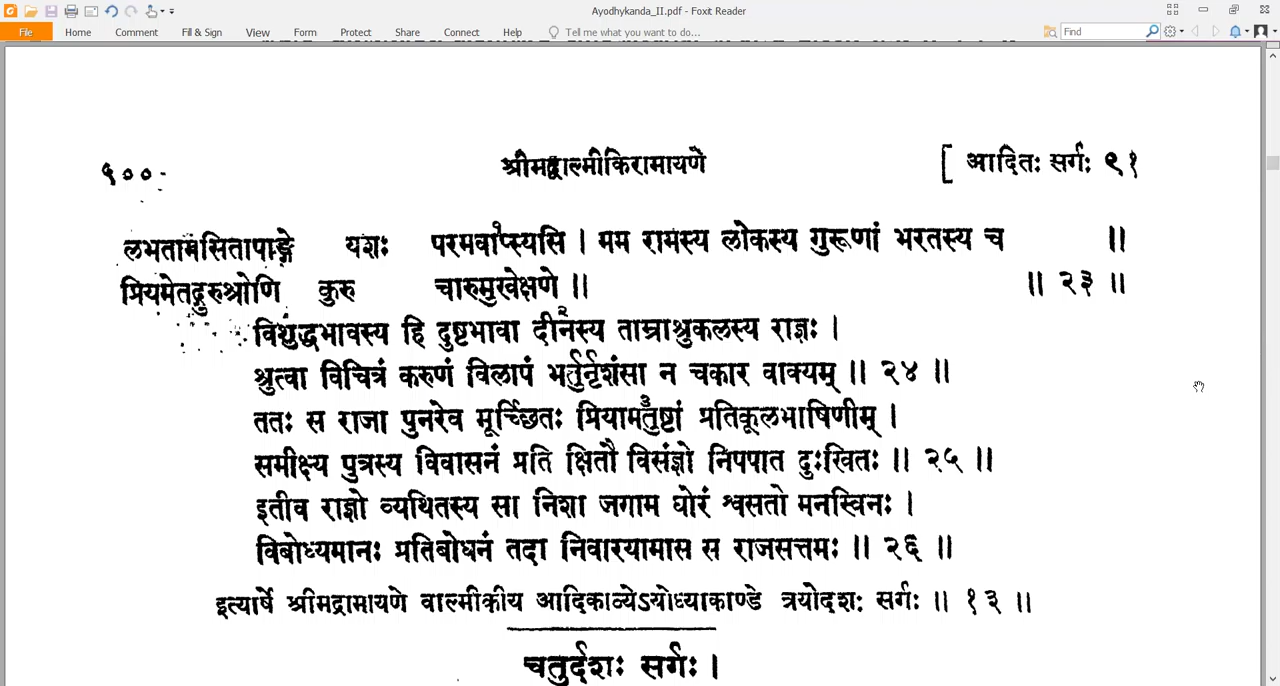 Ayodhykanda_II.pdf - Foxit Reader
File Home Comment Fill & Sign View Form Protect Share Connect Help Tell me what you want to do... Find
५०० श्रीमद्वाल्मीकिरामायणे [ आदितः सर्गः ९१
लभतामसितापाङ्गे यशः परमवाप्स्यसि । मम रामस्य लोकस्य गुरूणां भरतस्य च ॥
प्रियमेतद्गुरुश्रोणि कुरु चारुमुखेक्षणे ॥ ॥ २३ ॥
विशुद्धभावस्य हि दुष्टभावा दीनस्य ताम्राश्रुकलस्य राज्ञः ।
श्रुत्वा विचित्रं करुणं विलापं भर्तुर्नृशंसा न चकार वाक्यम् ॥ २४ ॥
ततः स राजा पुनरेव मूर्च्छितः प्रियामतुष्टां प्रतिकूलभाषिणीम् ।
समीक्ष्य पुत्रस्य विवासनं प्रति क्षितौ विसंज्ञो निपपात दुःखितः ॥ २५ ॥
इतीव राज्ञो व्यथितस्य सा निशा जगाम घोरं श्वसतो मनस्विनः ।
विबोध्यमानः प्रतिबोधनं तदा निवारयामास स राजसत्तमः ॥ २६ ॥
इत्यार्षे श्रीमद्रामायणे वाल्मीकीय आदिकाव्येऽयोध्याकाण्डे त्रयोदशः सर्गः ॥ १३ ॥
चतुर्दशः सर्गः ।